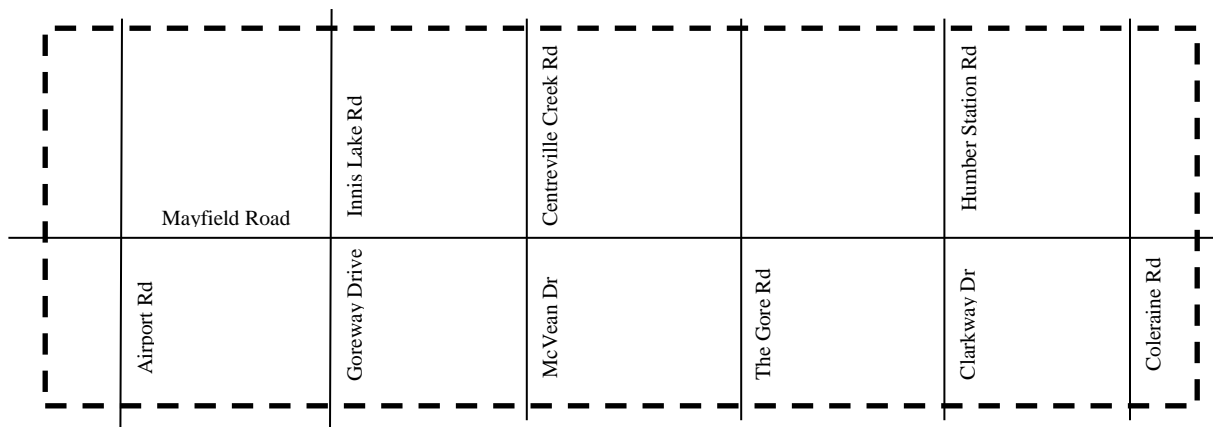 Innis Lake Rd
Centreville Creek Rd
Humber Station Rd
Mayfield Road
Airport Rd
Goreway Drive
McVean Dr
The Gore Rd
Clarkway Dr
Coleraine Rd